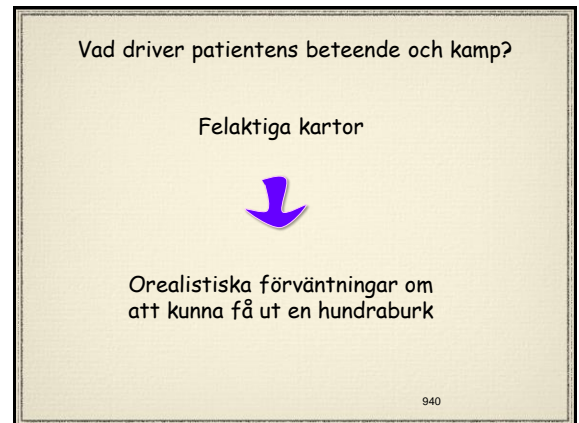 Vad driver patientens beteende och kamp?
Felaktiga kartor
Orealistiska förväntningar om
att kunna få ut en hundraburk
940